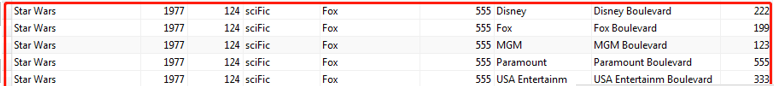 Star Wars 1977 124 sciFic Fox 555 Disney Disney Boulevard 222
Star Wars 1977 124 sciFic Fox 555 Fox Fox Boulevard 199
Star Wars 1977 124 sciFic Fox 555 MGM MGM Boulevard 123
Star Wars 1977 124 sciFic Fox 555 Paramount Paramount Boulevard 555
Star Wars 1977 124 sciFic Fox 555 USA Entertainm USA Entertainm Boulevard 333